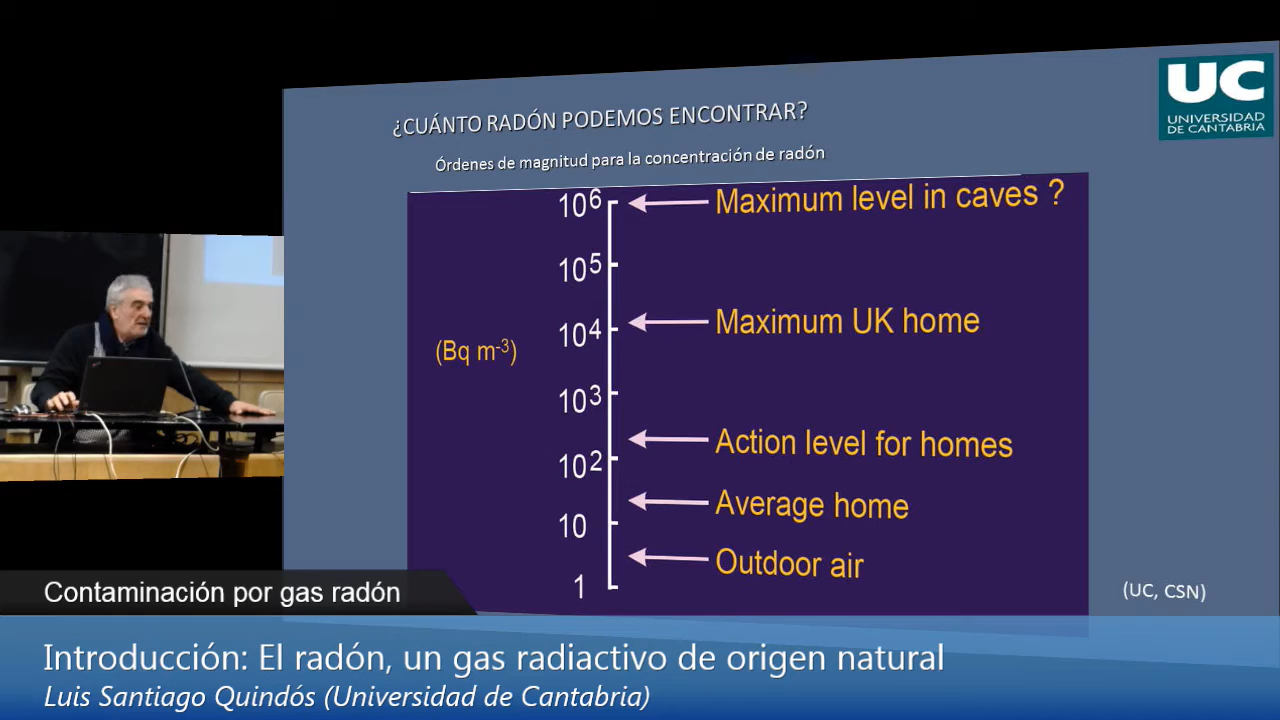 UC
UNIVERSIDAD
DE CANTABRIA
¿CUÁNTO RADÓN PODEMOS ENCONTRAR?
Órdenes de magnitud para la concentración de radón
10⁶ Maximum level in caves ?
10⁵
Maximum UK home
10⁴
(Bq m⁻³)
10³
Action level for homes
10²
Average home
10
Outdoor air
1
(UC, CSN)
Contaminación por gas radón
Introducción: El radón, un gas radiactivo de origen natural
Luis Santiago Quindós (Universidad de Cantabria)